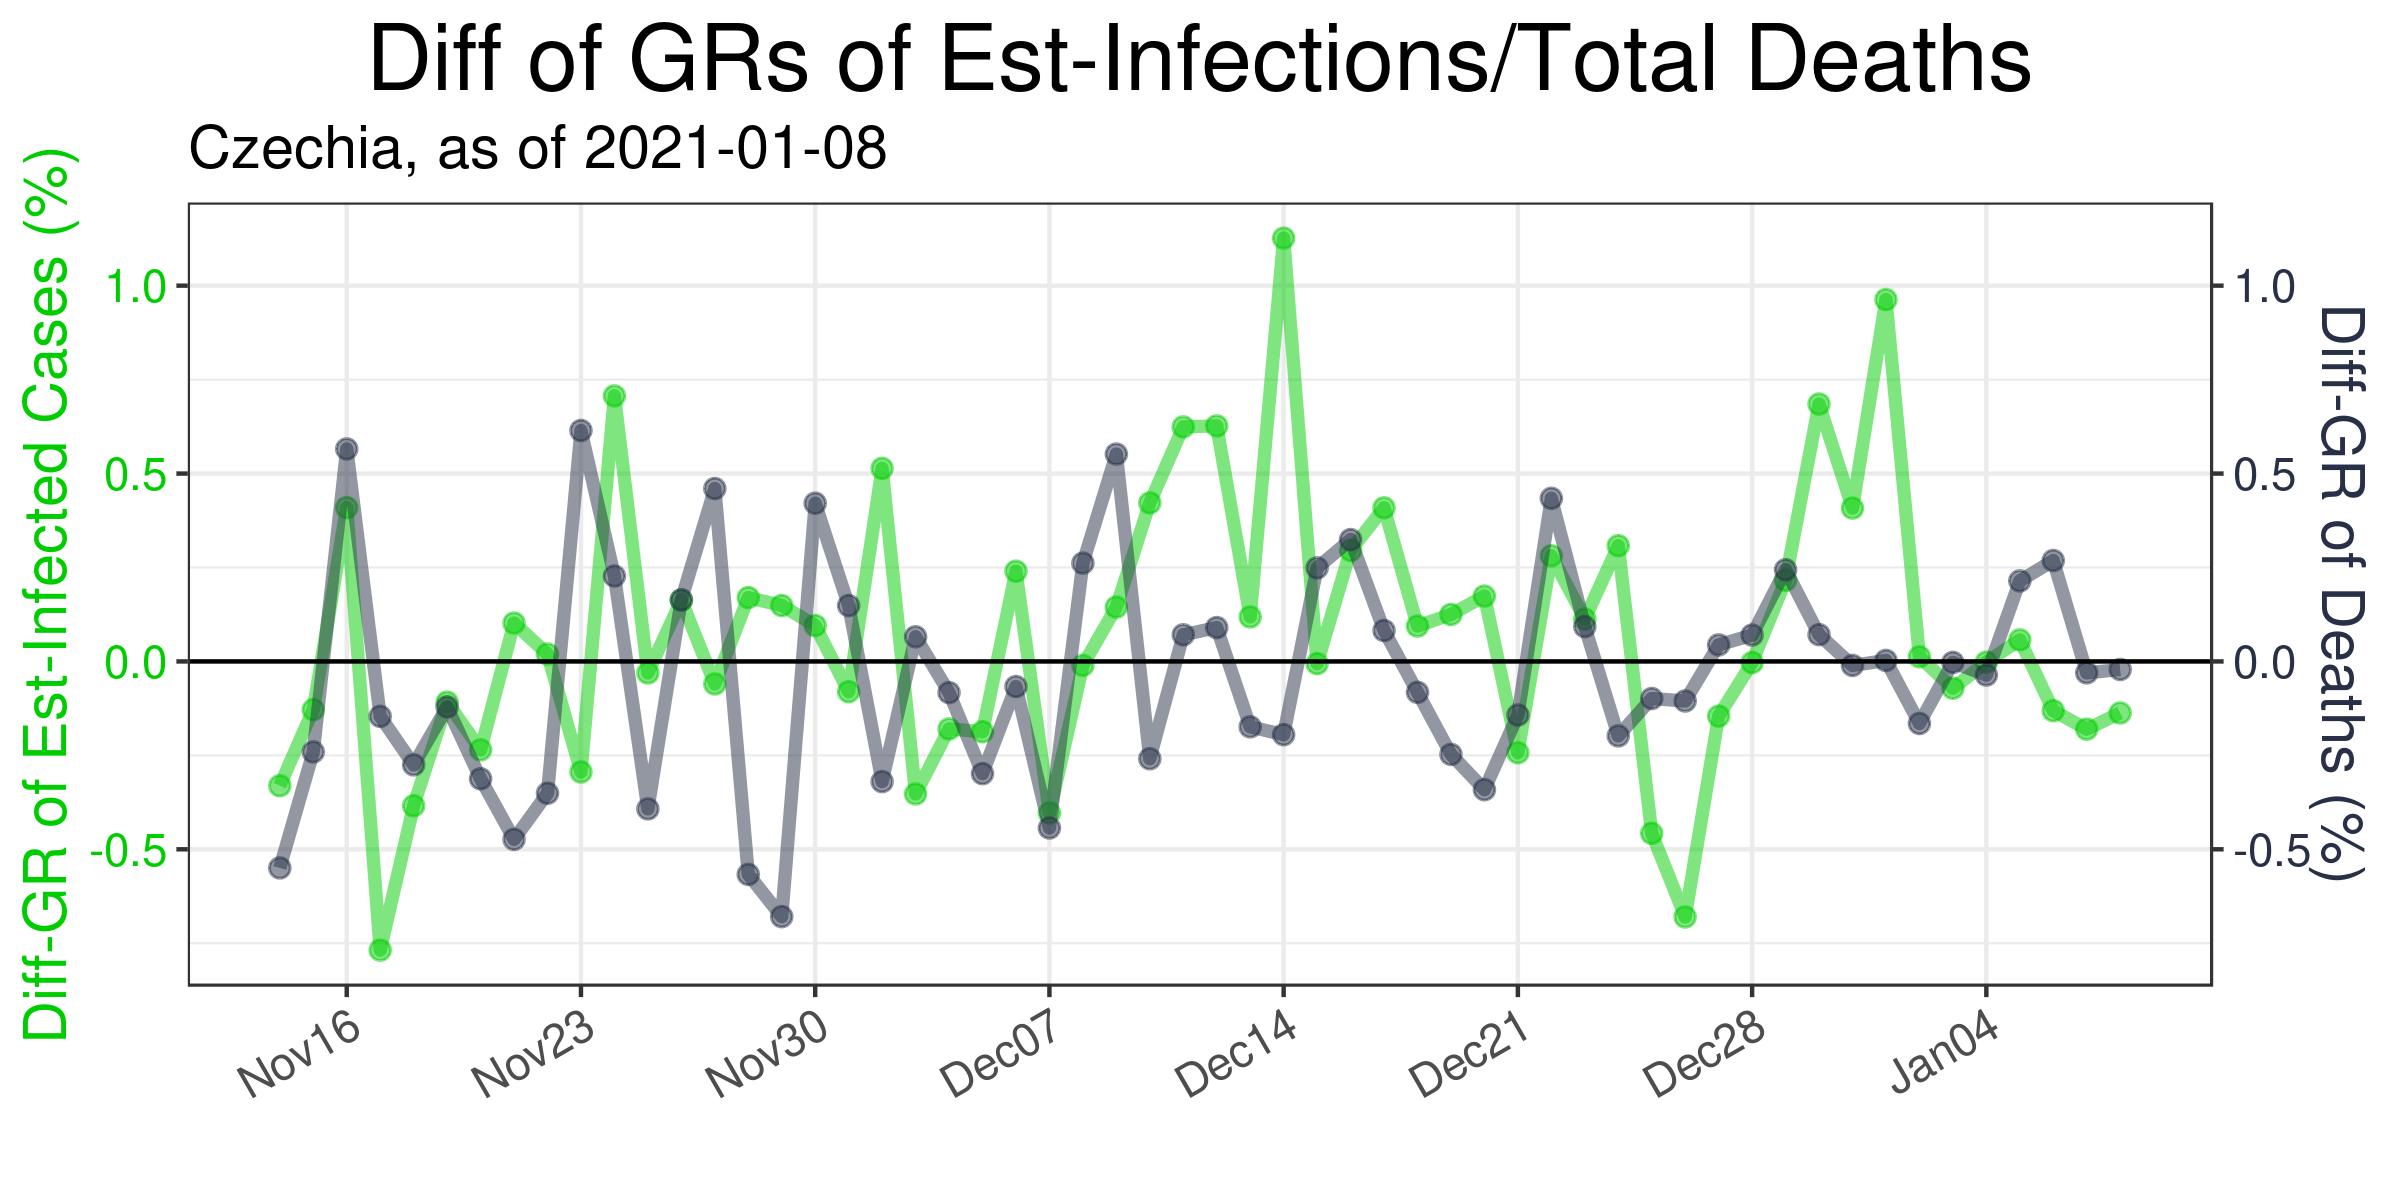 Diff of GRs of Est-Infections/Total Deaths
Czechia, as of 2021-01-08
Diff-GR of Est-Infected Cases (%)
1.0
0.5
0.0
-0.5
1.0
0.5
0.0
-0.5
Diff-GR of Deaths (%)
Nov16
Nov23
Nov30
Dec07
Dec14
Dec21
Dec28
Jan04